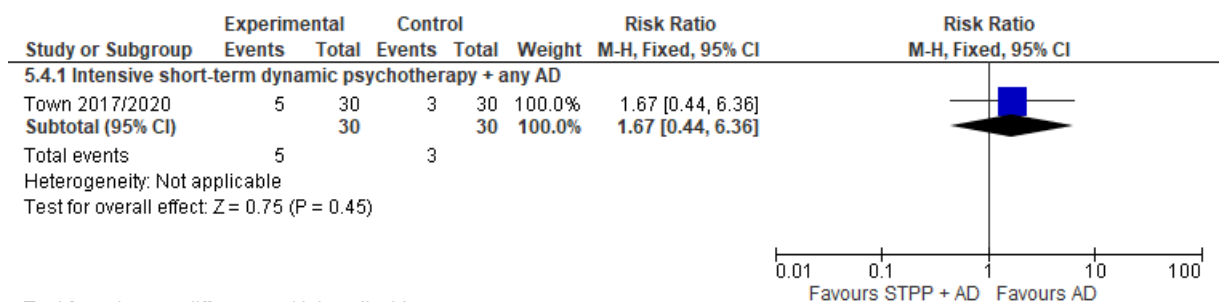 Experimental Control Risk Ratio Risk Ratio
Study or Subgroup Events Total Events Total Weight M-H, Fixed, 95% CI M-H, Fixed, 95% CI
5.4.1 Intensive short-term dynamic psychotherapy + any AD
Town 2017/2020 5 30 3 30 100.0% 1.67 [0.44, 6.36]
Subtotal (95% CI) 30 30 100.0% 1.67 [0.44, 6.36]
Total events 5 3
Heterogeneity: Not applicable
Test for overall effect: Z = 0.75 (P = 0.45)
0.01 0.1 1 10 100
Favours STPP + AD Favours AD